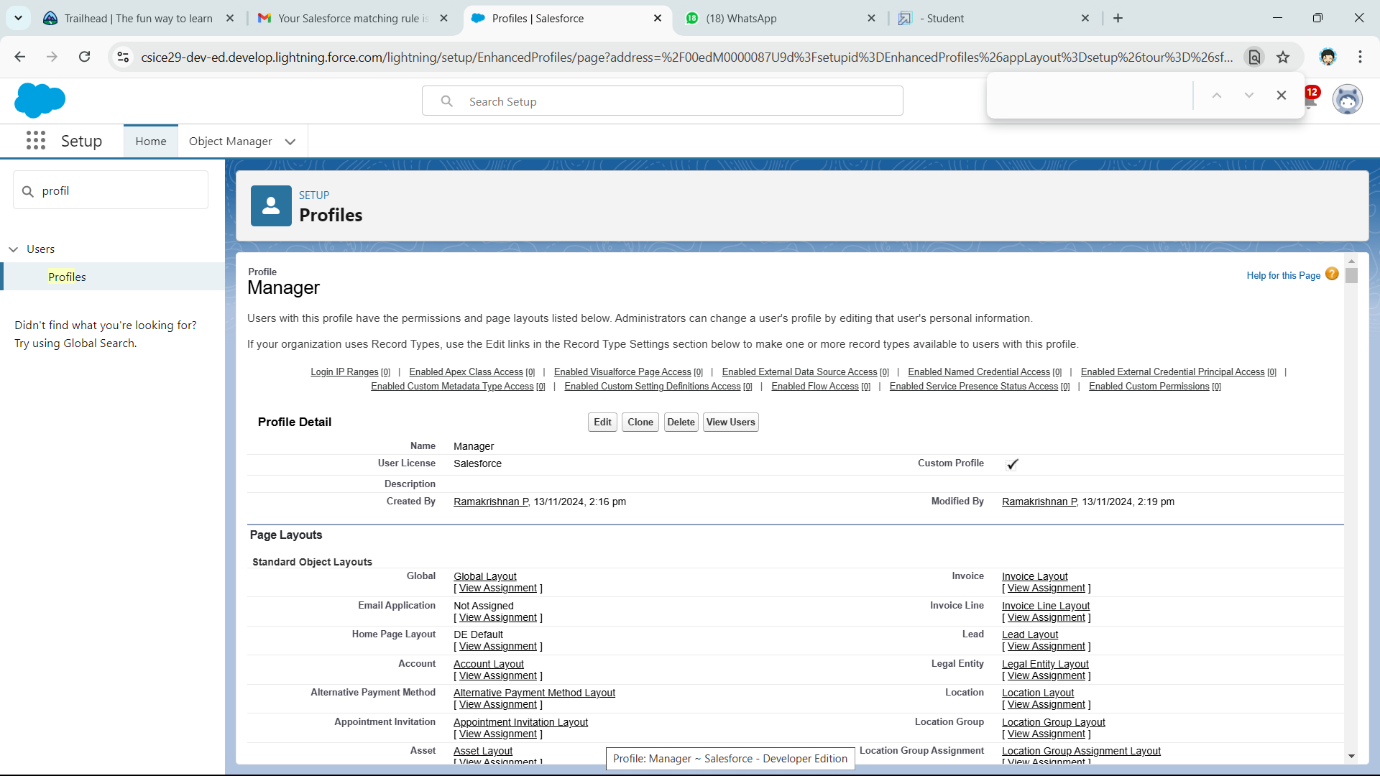 Trailhead | The fun way to learn
Your Salesforce matching rule is
Profiles | Salesforce
(18) WhatsApp
- Student
csice29-dev-ed.develop.lightning.force.com/lightning/setup/EnhancedProfiles/page?address=%2F00edM0000087U9d%3Fsetupid%3DEnhancedProfiles%26appLayout%3Dsetup%26tour%3D%26sf...
Search Setup
12
Setup
Home
Object Manager
profil
Users
Profiles
Didn't find what you're looking for?
Try using Global Search.
SETUP
Profiles
Profile
Manager
Help for this Page
Users with this profile have the permissions and page layouts listed below. Administrators can change a user's profile by editing that user's personal information.
If your organization uses Record Types, use the Edit links in the Record Type Settings section below to make one or more record types available to users with this profile.
Login IP Ranges [0] | Enabled Apex Class Access [0] | Enabled Visualforce Page Access [0] | Enabled External Data Source Access [0] | Enabled Named Credential Access [0] | Enabled External Credential Principal Access [0] |
Enabled Custom Metadata Type Access [0] | Enabled Custom Setting Definitions Access [0] | Enabled Flow Access [0] | Enabled Service Presence Status Access [0] | Enabled Custom Permissions [0]
Profile Detail Edit Clone Delete View Users
Name Manager
User License Salesforce Custom Profile ✓
Description
Created By Ramakrishnan P, 13/11/2024, 2:16 pm Modified By Ramakrishnan P, 13/11/2024, 2:19 pm
Page Layouts
Standard Object Layouts
Global Global Layout Invoice Invoice Layout
[ View Assignment ] [ View Assignment ]
Email Application Not Assigned Invoice Line Invoice Line Layout
[ View Assignment ] [ View Assignment ]
Home Page Layout DE Default Lead Lead Layout
[ View Assignment ] [ View Assignment ]
Account Account Layout Legal Entity Legal Entity Layout
[ View Assignment ] [ View Assignment ]
Alternative Payment Method Alternative Payment Method Layout Location Location Layout
[ View Assignment ] [ View Assignment ]
Appointment Invitation Appointment Invitation Layout Location Group Location Group Layout
[ View Assignment ] [ View Assignment ]
Asset Asset Layout Location Group Assignment Location Group Assignment Layout
[ View Assignment ] [ View Assignment ]
Profile: Manager ~ Salesforce - Developer Edition